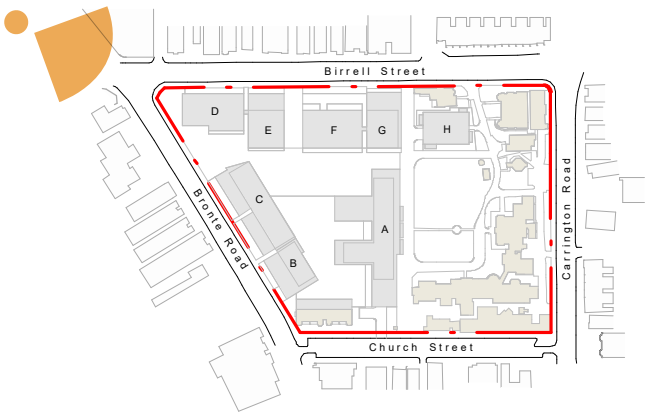 Birrell Street
D
E
F
G
H
C
A
B
Bronte Road
Carrington Road
Church Street